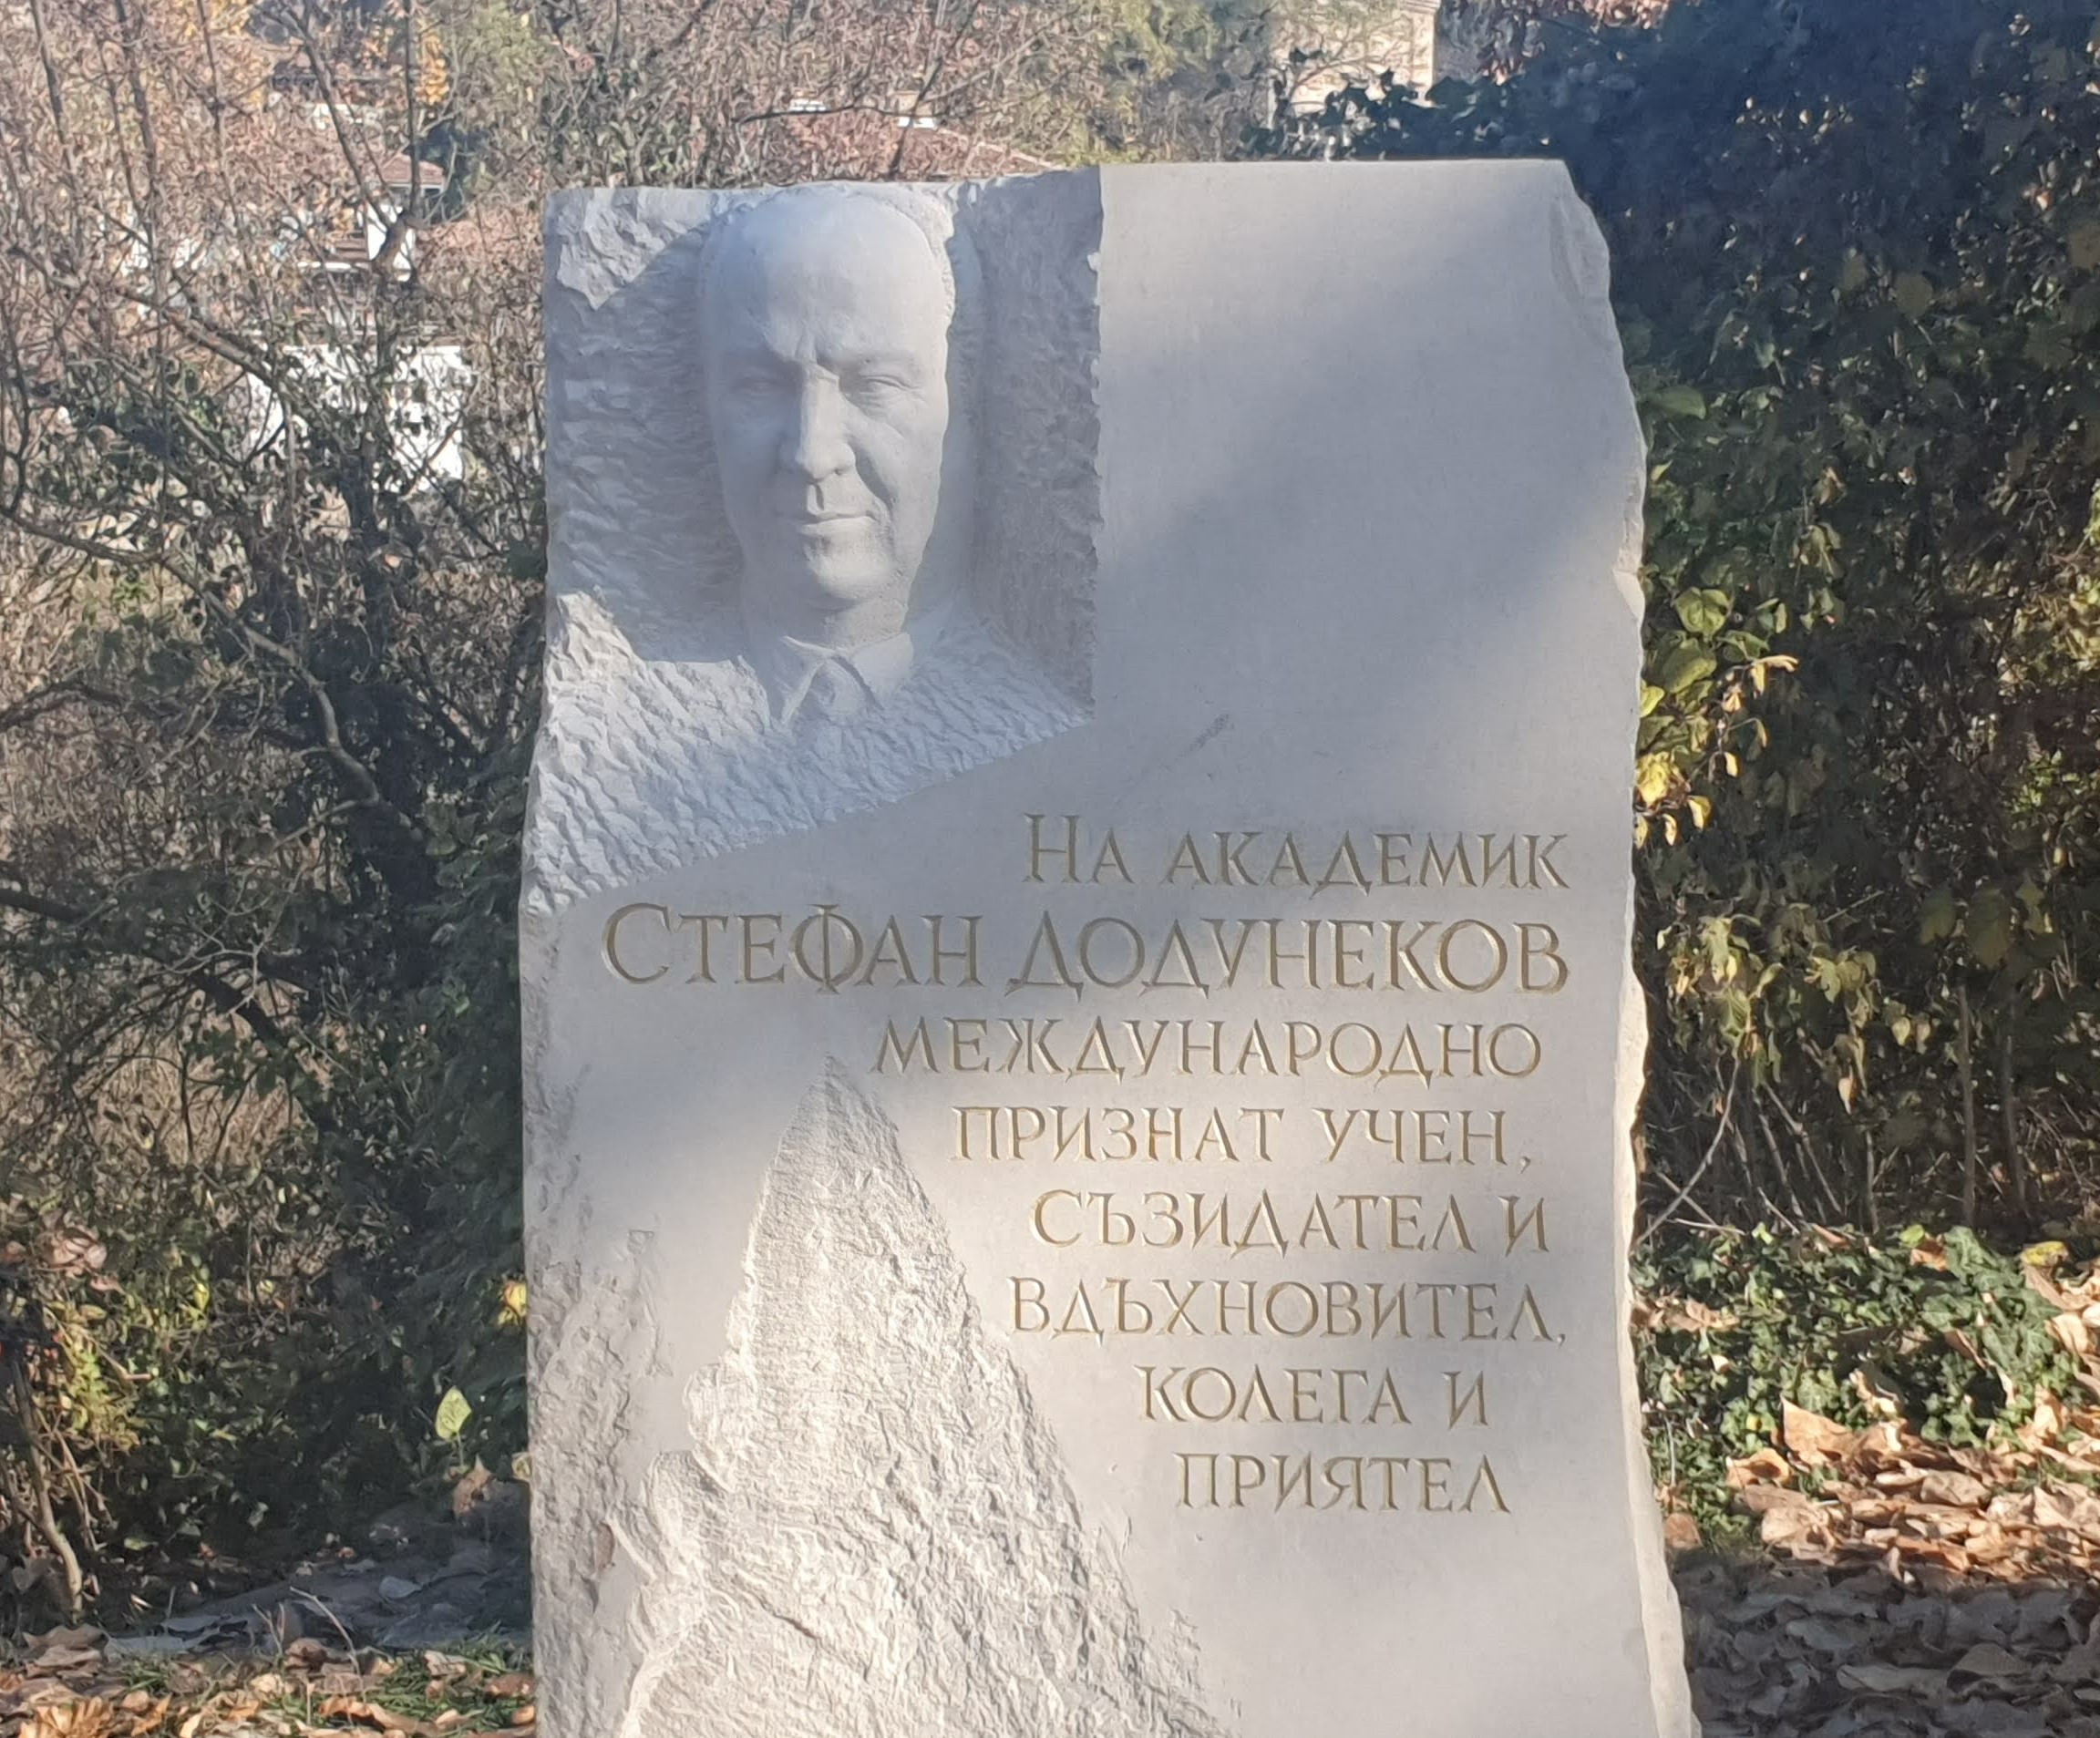 На академик
Стефан Додунеков
международно
признат учен,
съзидател и
вдъхновител,
колега и
приятел